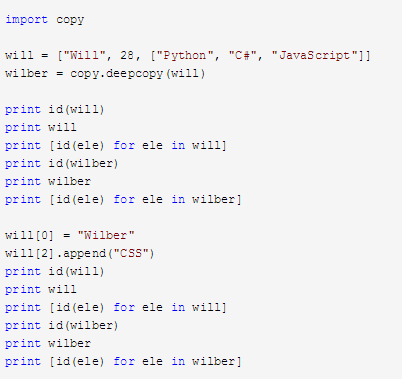 import copy
will = ["Will", 28, ["Python", "C#", "JavaScript"]]
wilber = copy.deepcopy(will)
print id(will)
print will
print [id(ele) for ele in will]
print id(wilber)
print wilber
print [id(ele) for ele in wilber]
will[0] = "Wilber"
will[2].append("CSS")
print id(will)
print will
print [id(ele) for ele in will]
print id(wilber)
print wilber
print [id(ele) for ele in wilber]